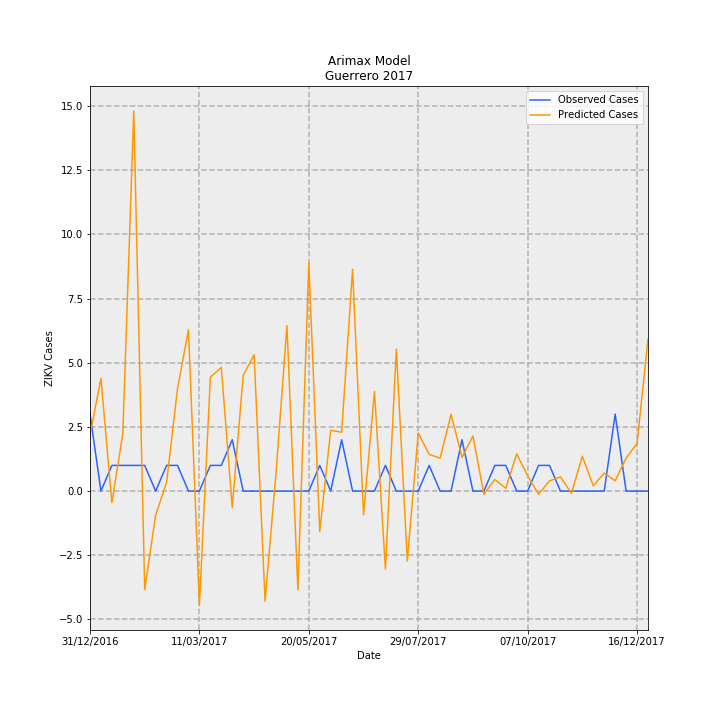 Arimax Model
Guerrero 2017
Observed Cases
Predicted Cases
15.0
12.5
10.0
7.5
5.0
2.5
0.0
−2.5
−5.0
ZIKV Cases
31/12/2016 11/03/2017 20/05/2017 29/07/2017 07/10/2017 16/12/2017
Date